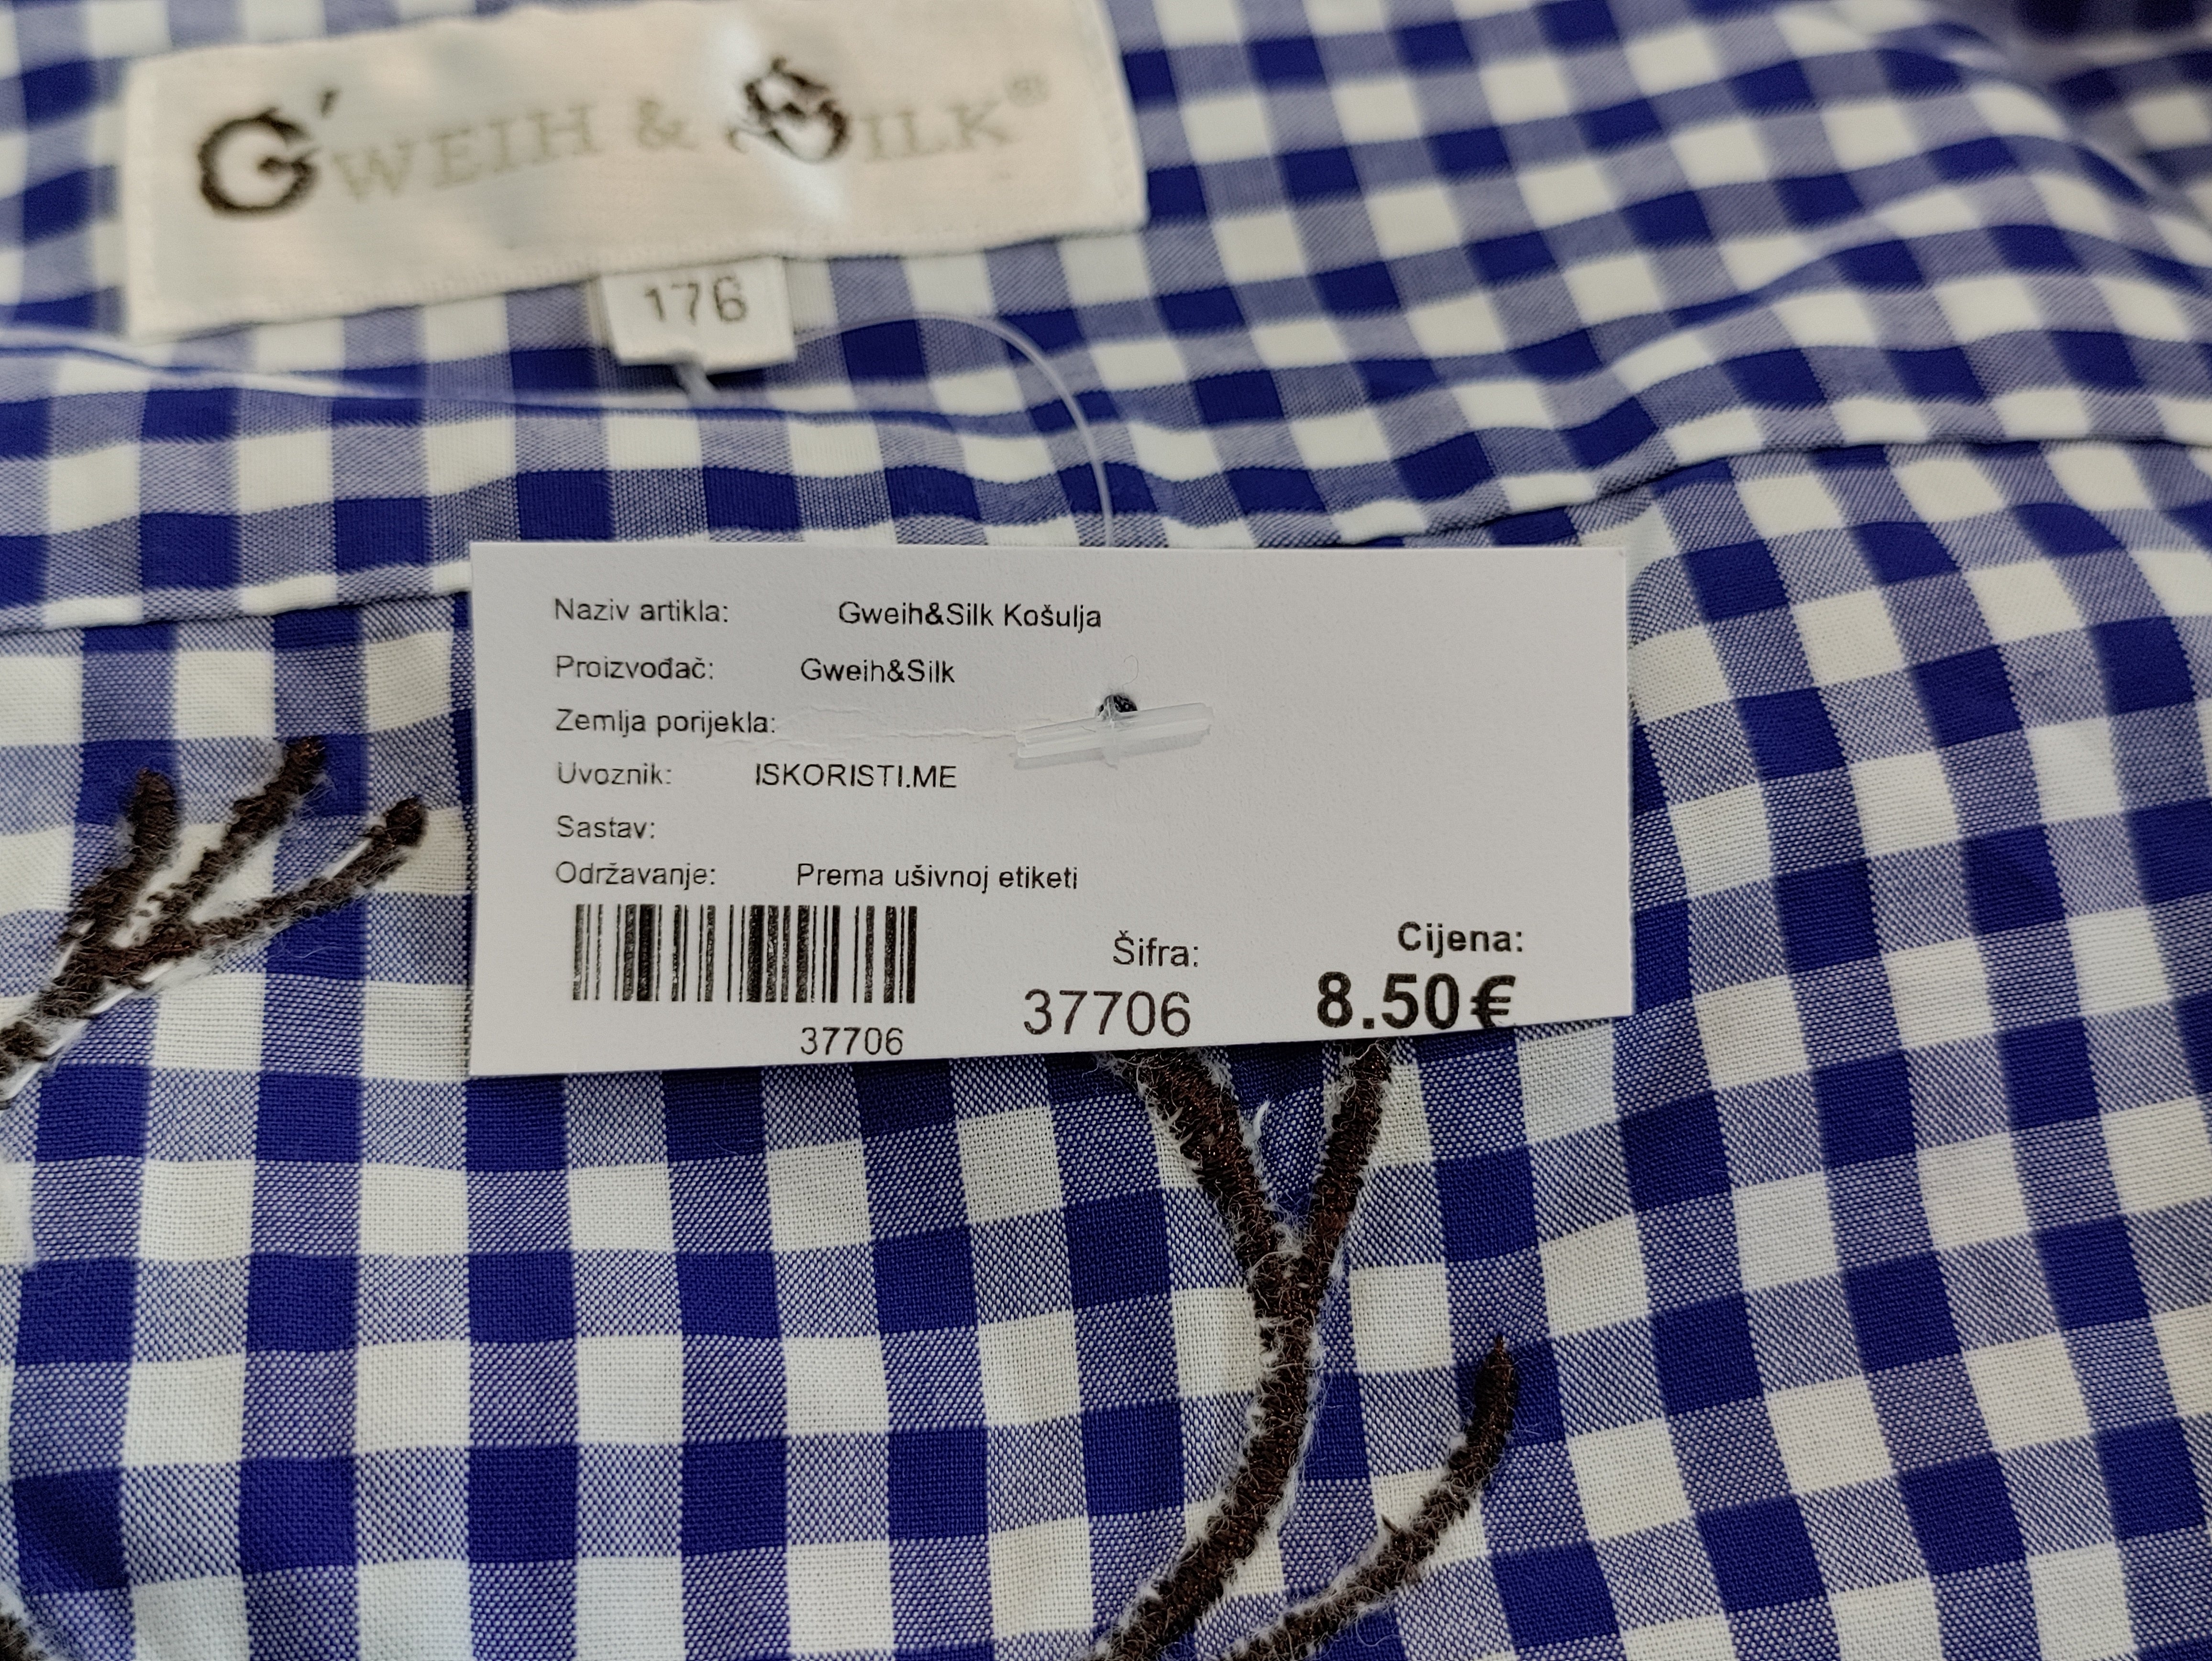 G'WEIH & SILK®
176
Naziv artikla: Gweih&Silk Košulja
Proizvođač: Gweih&Silk
Zemlja porijekla:
Uvoznik: ISKORISTI.ME
Sastav:
Održavanje: Prema ušivnoj etiketi
37706
Šifra:
37706
Cijena:
8.50€